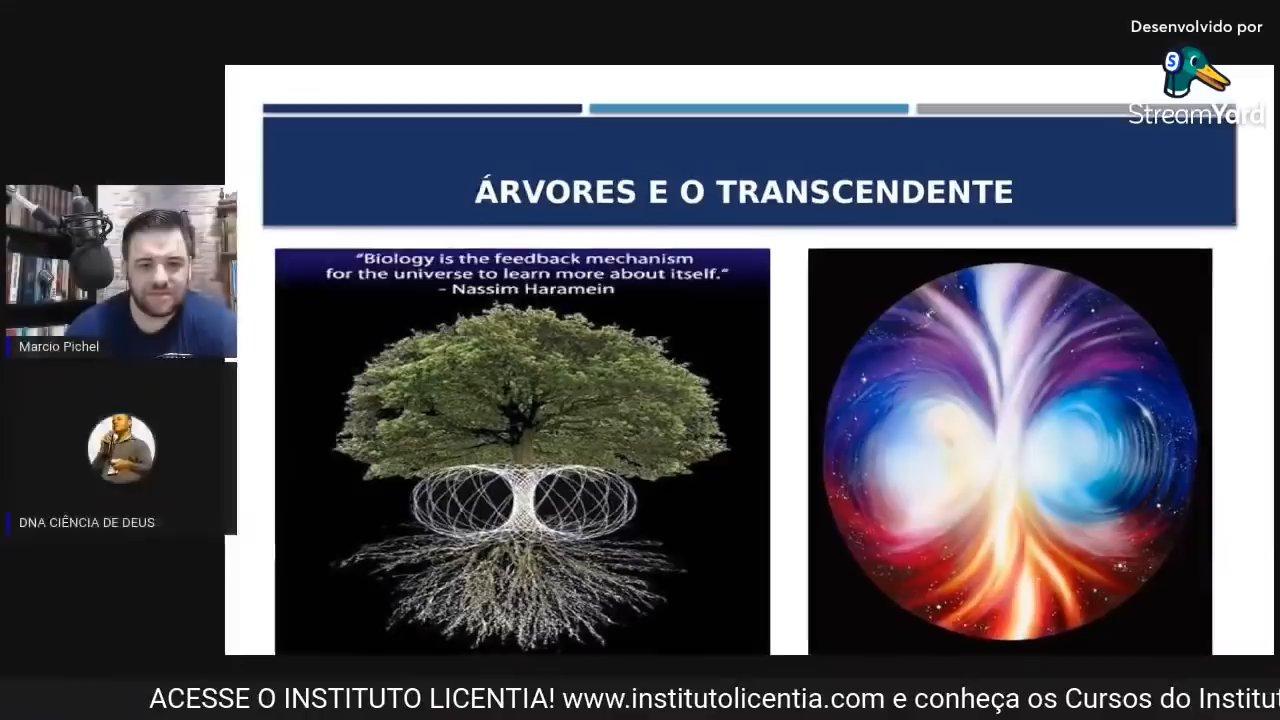 Desenvolvido por
StreamYard
ÁRVORES E O TRANSCENDENTE
“Biology is the feedback mechanism
for the universe to learn more about itself.”
- Nassim Haramein
Marcio Pichel
DNA CIÊNCIA DE DEUS
ACESSE O INSTITUTO LICENTIA! www.institutolicentia.com e conheça os Cursos do Institut